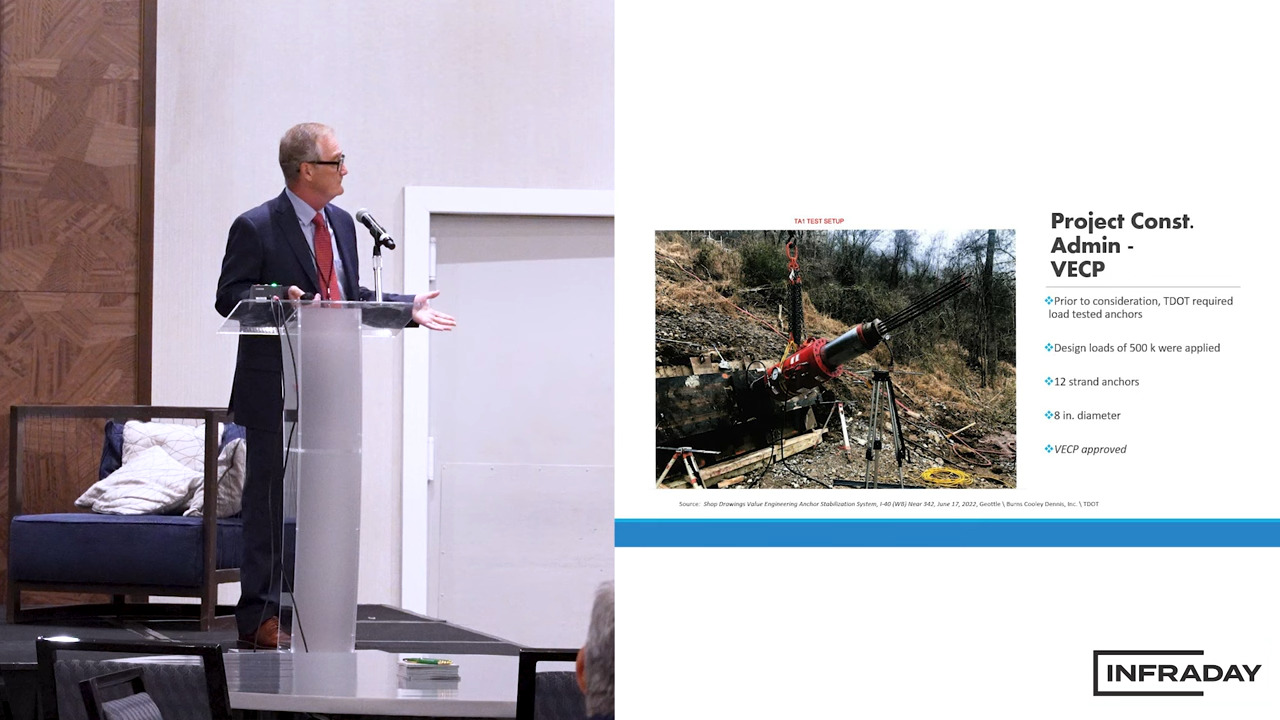 TA1 TEST SETUP
Project Const.
Admin -
VECP
Prior to consideration, TDOT required
load tested anchors
Design loads of 500 k were applied
12 strand anchors
8 in. diameter
VECP approved
Source: Shop Drawings Value Engineering Anchor Stabilization System, I-40 (WB) Near 342, June 17, 2022, Geottle \ Burns Cooley Dennis, Inc. \ TDOT
INFRADAY